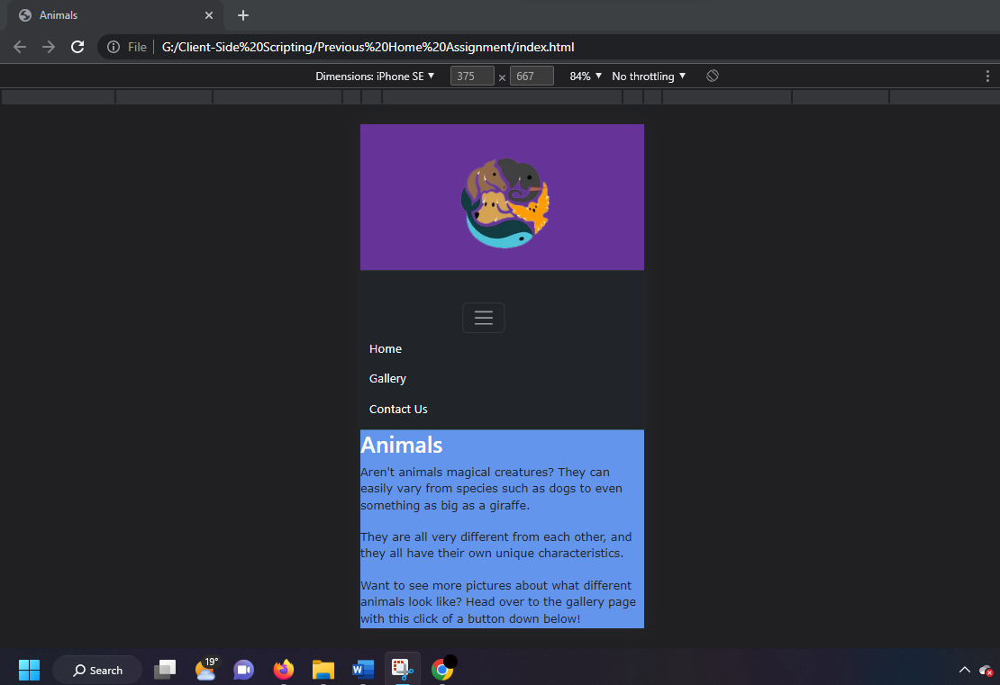 Animals
File
G:/Client-Side%20Scripting/Previous%20Home%20Assignment/index.html
Dimensions: iPhone SE 375 × 667 84% No throttling
Home
Gallery
Contact Us
Animals
Aren't animals magical creatures? They can
easily vary from species such as dogs to even
something as big as a giraffe.
They are all very different from each other, and
they all have their own unique characteristics.
Want to see more pictures about what different
animals look like? Head over to the gallery page
with this click of a button down below!
Search
19°